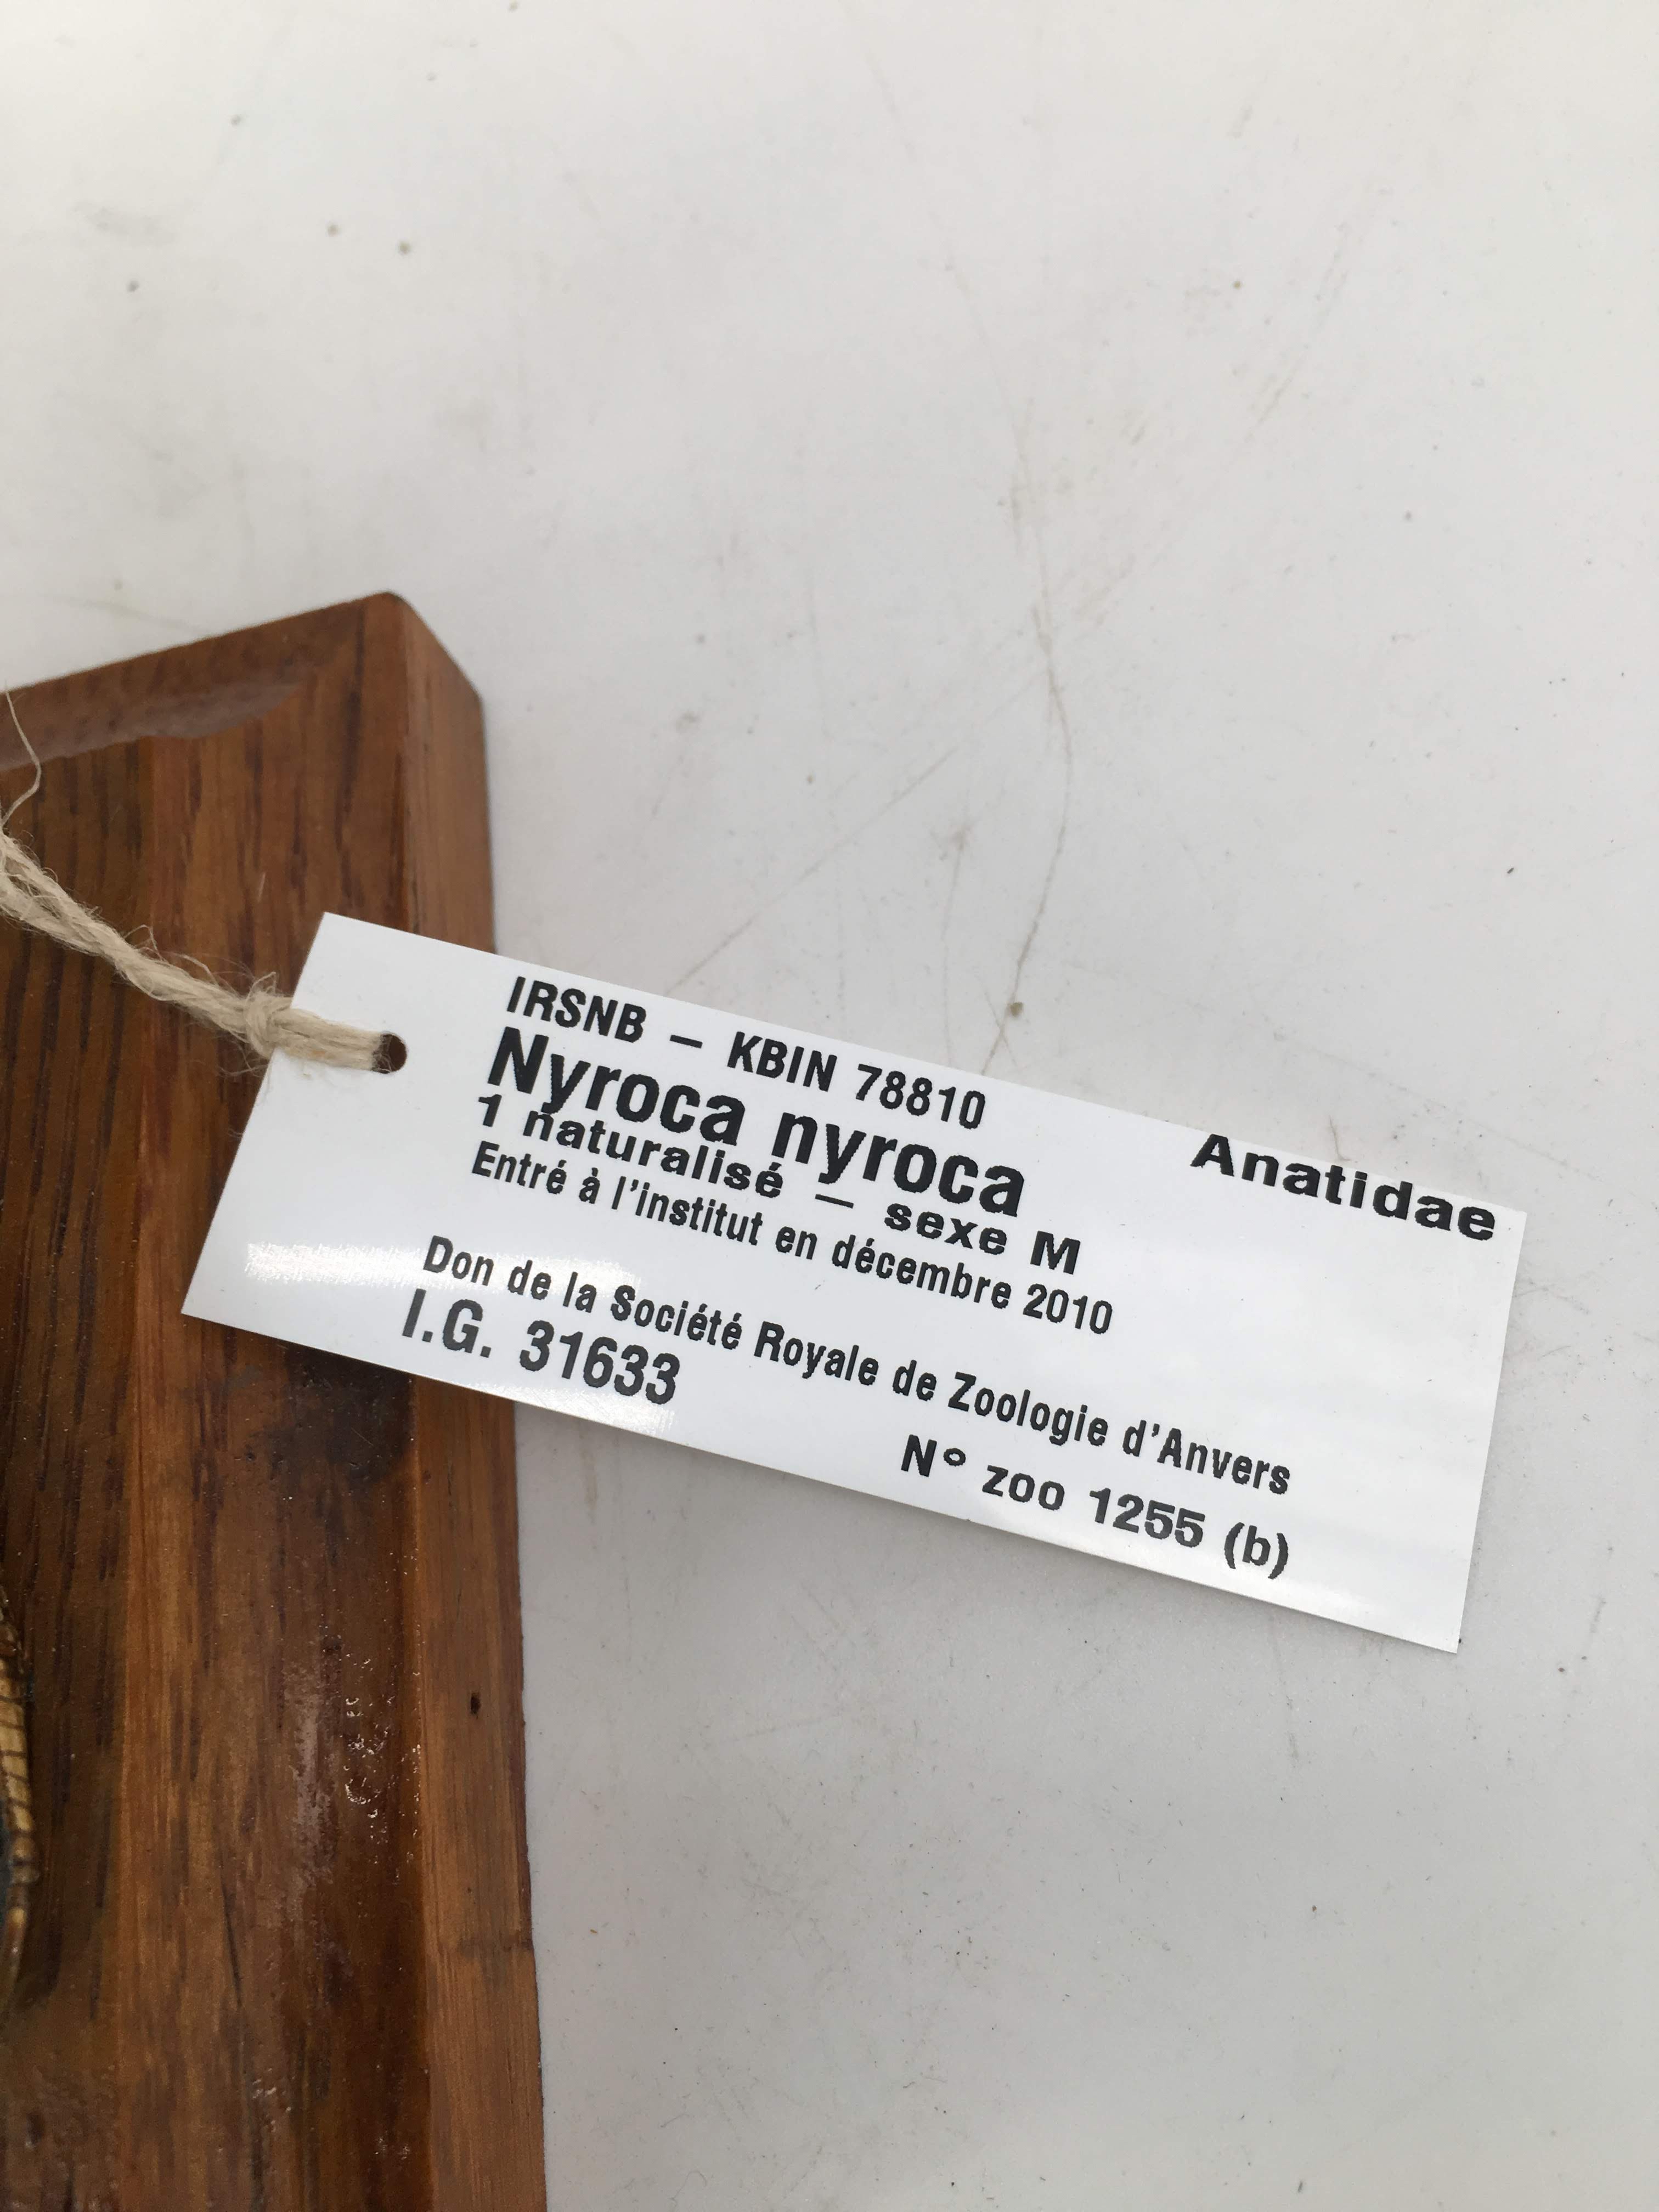 IRSNB – KBIN 78810
Nyroca nyroca Anatidae
1 naturalisé – sexe M
Entré à l'institut en décembre 2010
Don de la Société Royale de Zoologie d'Anvers
I.G. 31633 N° zoo 1255 (b)